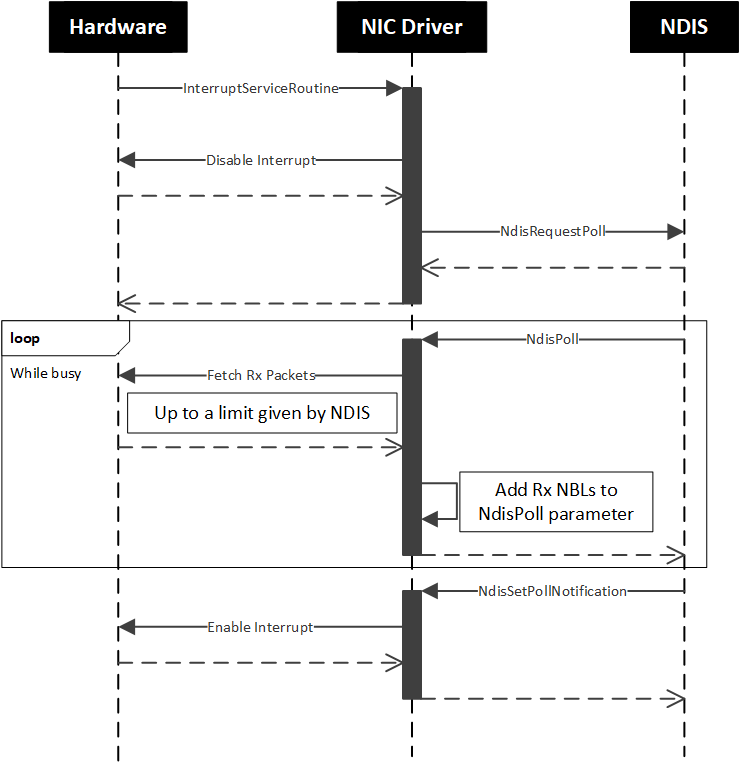 Hardware
NIC Driver
NDIS
InterruptServiceRoutine
Disable Interrupt
NdisRequestPoll
loop
NdisPoll
While busy
Fetch Rx Packets
Up to a limit given by NDIS
Add Rx NBLs to
NdisPoll parameter
NdisSetPollNotification
Enable Interrupt